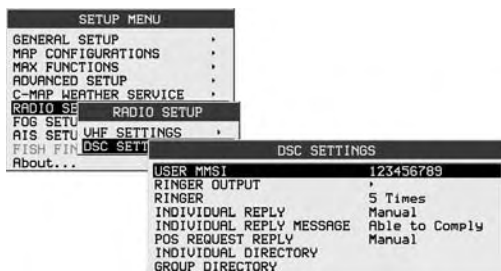 SETUP MENU
GENERAL SETUP
MAP CONFIGURATIONS
MAX FUNCTIONS
ADVANCED SETUP
C-MAP WEATHER SERVICE
RADIO SE
FOG SETU
AIS SETU
FISH FIN
About...
RADIO SETUP
VHF SETTINGS
DSC SETT
DSC SETTINGS
USER MMSI 123456789
RINGER OUTPUT
RINGER 5 Times
INDIVIDUAL REPLY Manual
INDIVIDUAL REPLY MESSAGE Able to Comply
POS REQUEST REPLY Manual
INDIVIDUAL DIRECTORY
GROUP DIRECTORY